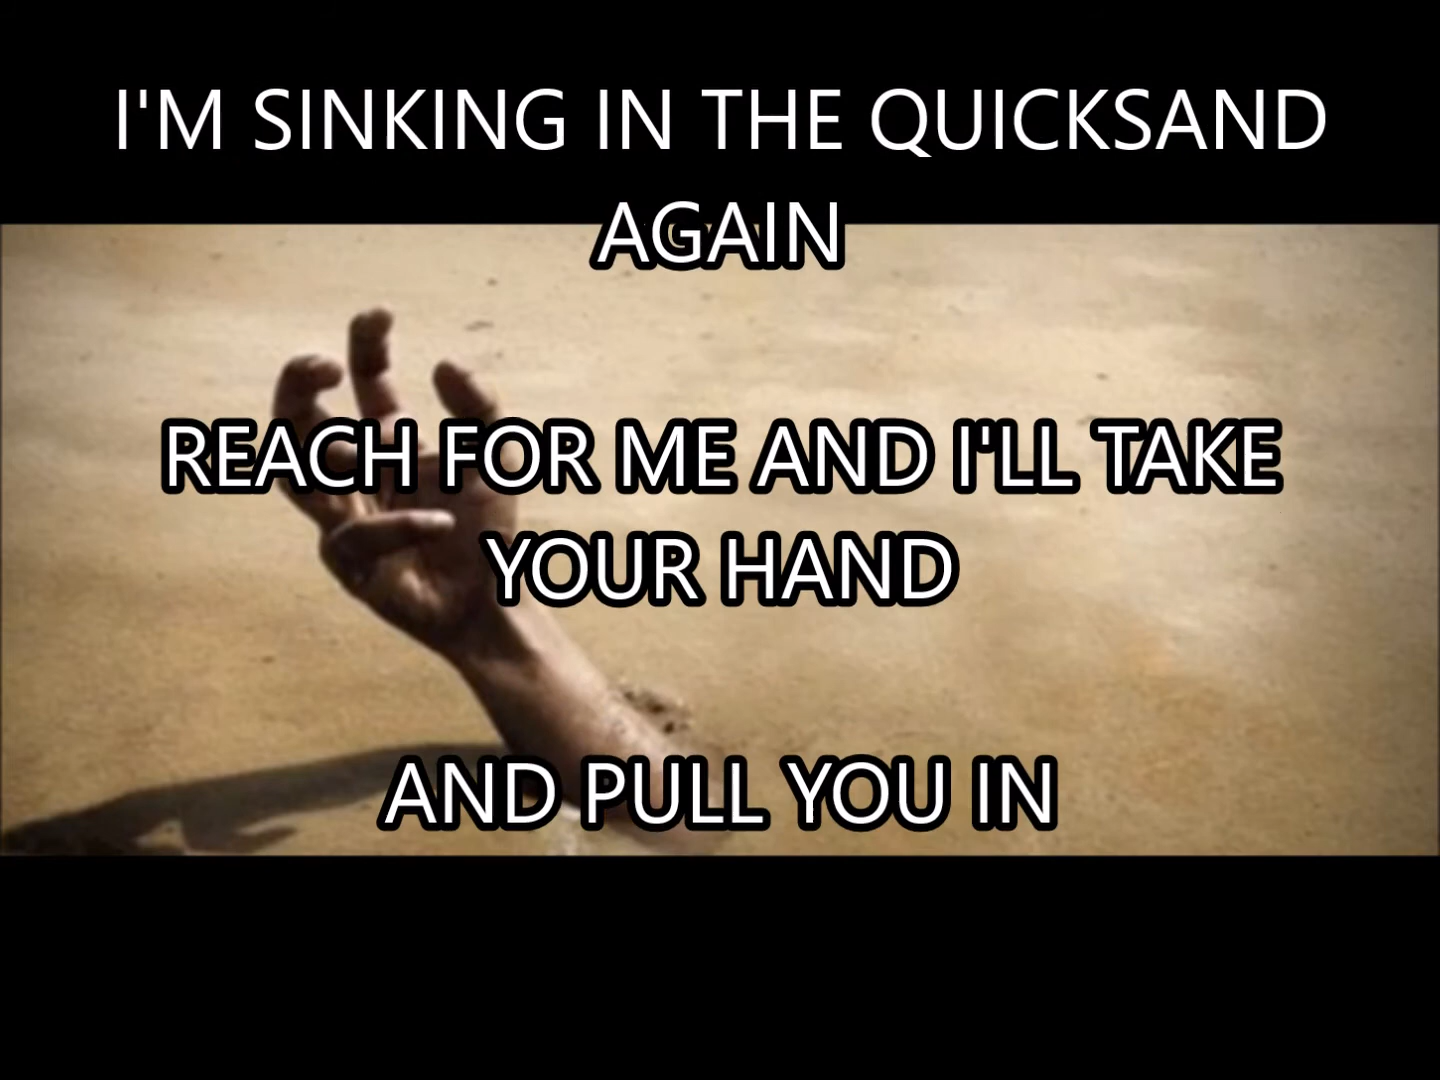 I'M SINKING IN THE QUICKSAND
AGAIN
REACH FOR ME AND I'LL TAKE
YOUR HAND
AND PULL YOU IN